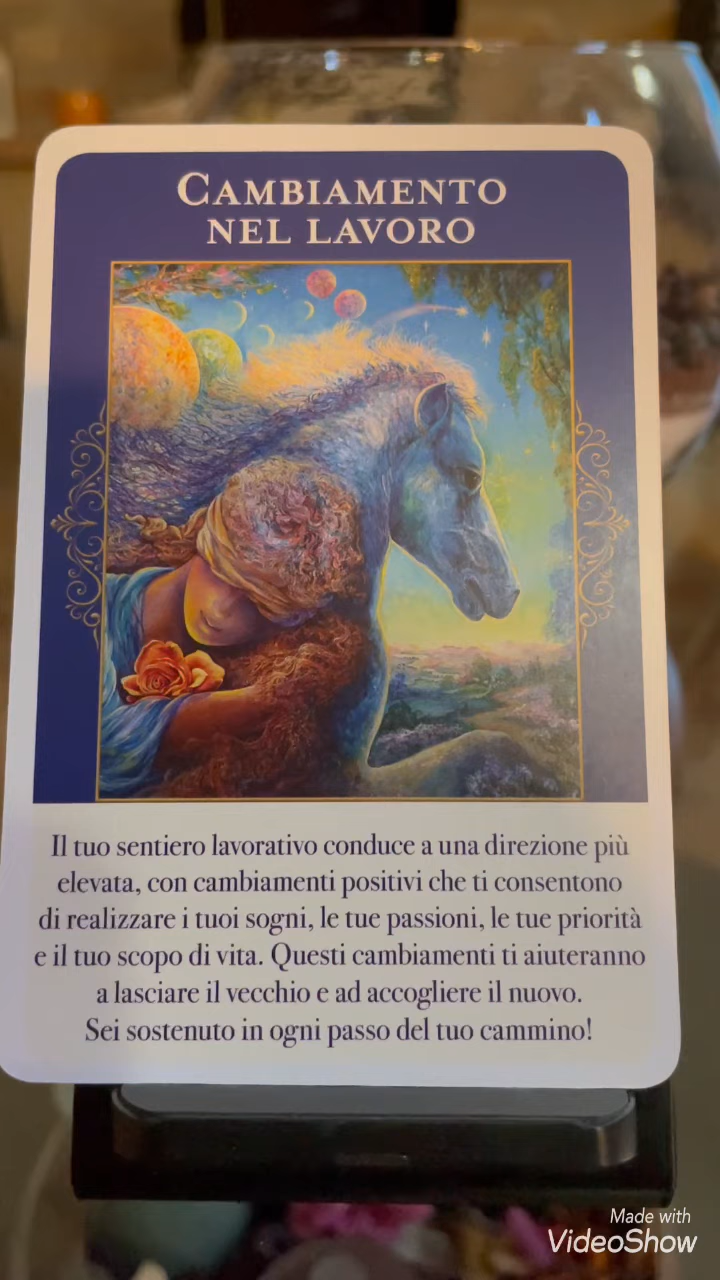 CAMBIAMENTO
NEL LAVORO
Il tuo sentiero lavorativo conduce a una direzione più
elevata, con cambiamenti positivi che ti consentono
di realizzare i tuoi sogni, le tue passioni, le tue priorità
e il tuo scopo di vita. Questi cambiamenti ti aiuteranno
a lasciare il vecchio e ad accogliere il nuovo.
Sei sostenuto in ogni passo del tuo cammino!
Made with
VideoShow